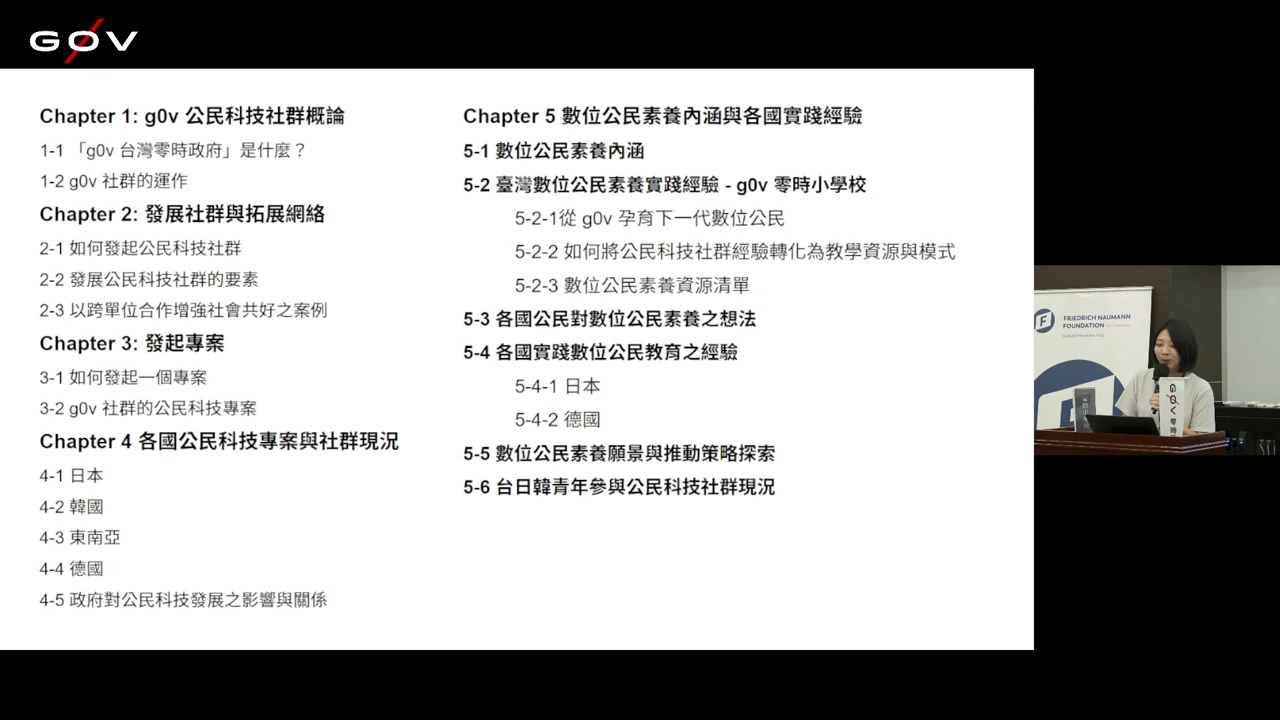 G0V
Chapter 1: g0v 公民科技社群概論
1-1 「g0v 台灣零時政府」是什麼？
1-2 g0v 社群的運作
Chapter 2: 發展社群與拓展網絡
2-1 如何發起公民科技社群
2-2 發展公民科技社群的要素
2-3 以跨單位合作增強社會共好之案例
Chapter 3: 發起專案
3-1 如何發起一個專案
3-2 g0v 社群的公民科技專案
Chapter 4 各國公民科技專案與社群現況
4-1 日本
4-2 韓國
4-3 東南亞
4-4 德國
4-5 政府對公民科技發展之影響與關係
Chapter 5 數位公民素養內涵與各國實踐經驗
5-1 數位公民素養內涵
5-2 臺灣數位公民素養實踐經驗 - g0v 零時小學校
5-2-1從 g0v 孕育下一代數位公民
5-2-2 如何將公民科技社群經驗轉化為教學資源與模式
5-2-3 數位公民素養資源清單
5-3 各國公民對數位公民素養之想法
5-4 各國實踐數位公民教育之經驗
5-4-1 日本
5-4-2 德國
5-5 數位公民素養願景與推動策略探索
5-6 台日韓青年參與公民科技社群現況
FRIEDRICH NAUMANN
FOUNDATION
G0V 零時